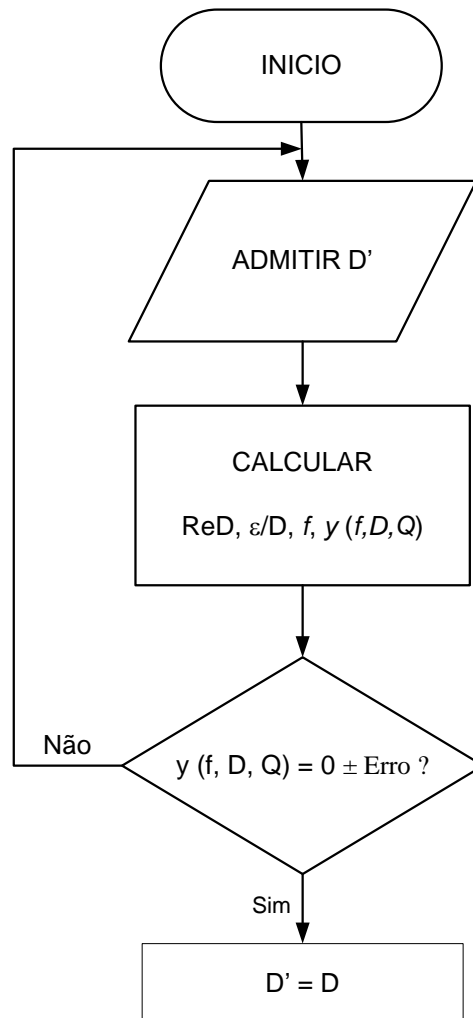 INICIO
ADMITIR D’
CALCULAR
ReD, ε/D, f, y (f,D,Q)
Não
y (f, D, Q) = 0 ± Erro ?
Sim
D’ = D